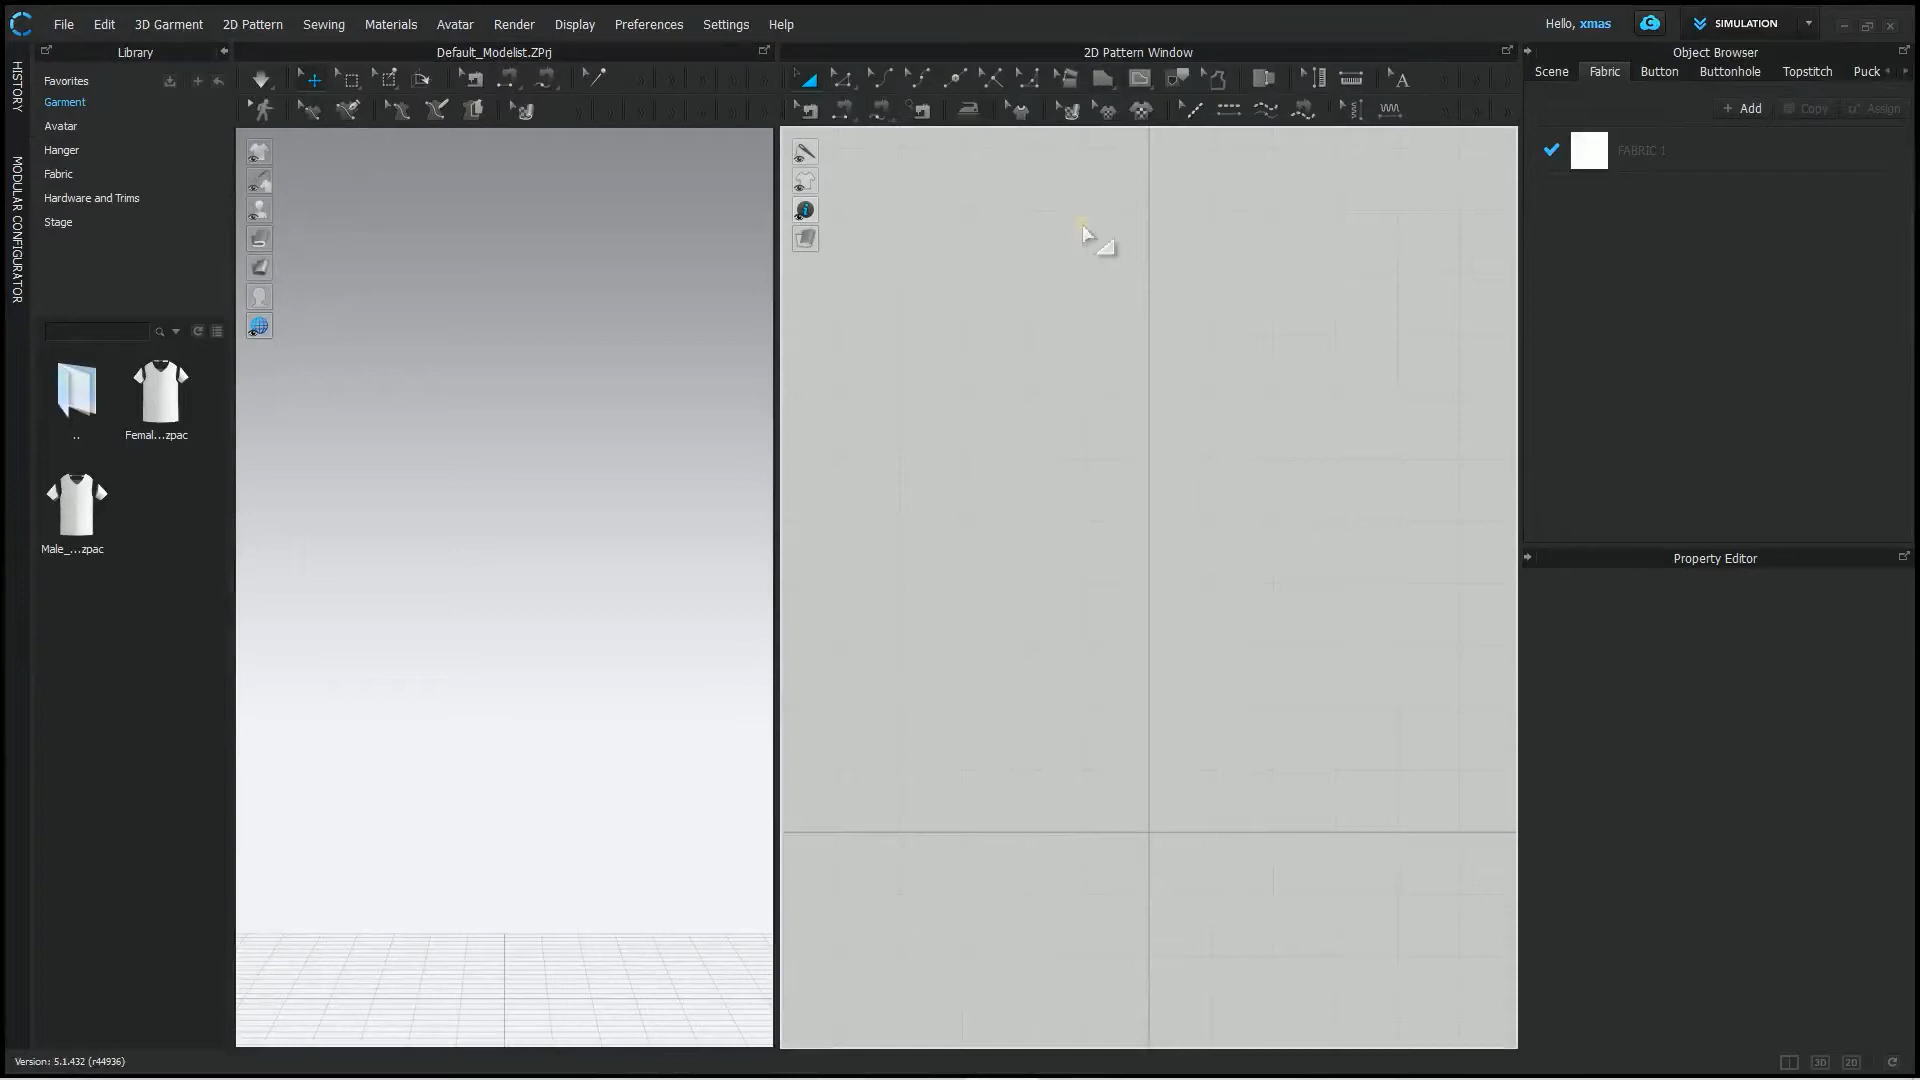 File Edit 3D Garment 2D Pattern Sewing Materials Avatar Render Display Preferences Settings Help
Hello, xmas
SIMULATION
Library
Default_Modelist.ZPrj
2D Pattern Window
Object Browser
HISTORY
MODULAR CONFIGURATOR
Favorites
Garment
Avatar
Hanger
Fabric
Hardware and Trims
Stage
Scene Fabric Button Buttonhole Topstitch Puck
+ Add Copy Assign
FABRIC 1
..
Femal...zpac
Male_...zpac
Property Editor
Version: 5.1.432 (r44936)
3D 2D